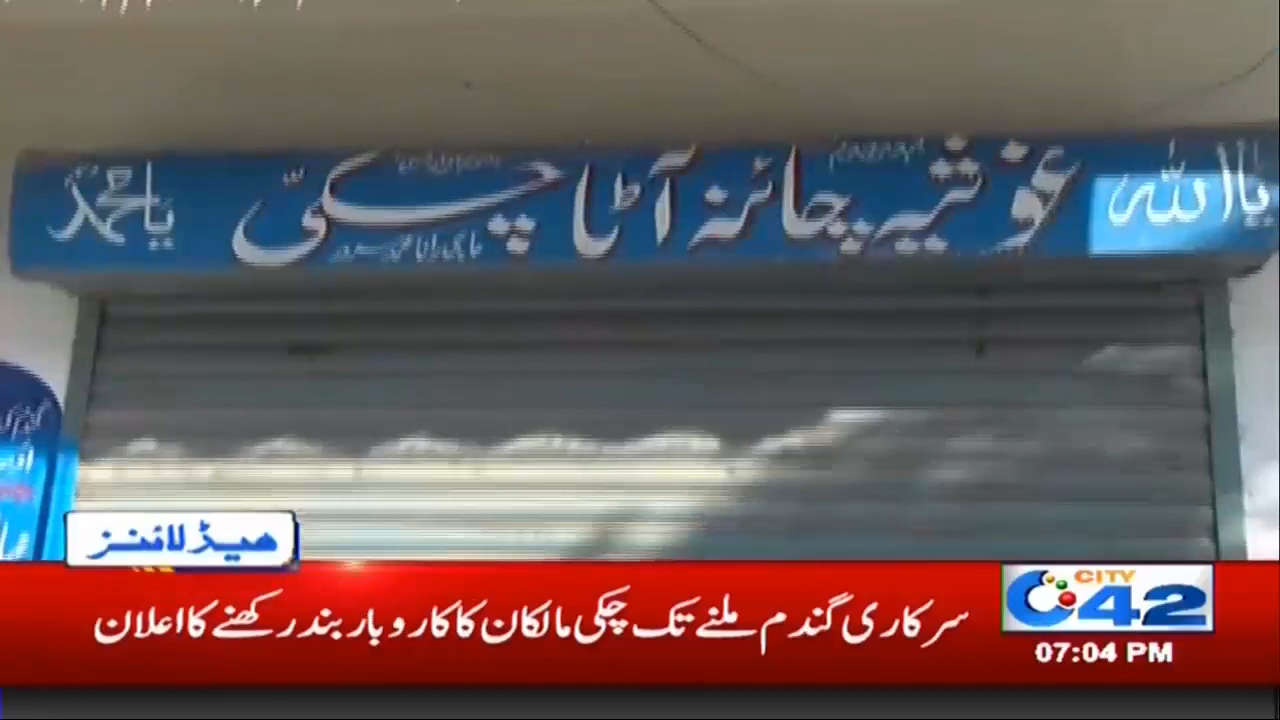 یا اللہ غوثیہ چائنہ آٹا چکیّ یا محمدؐ
ہیڈ لائنز
CITY
42
سرکاری گندم ملنے تک چکی مالکان کا کاروبار بند رکھنے کا اعلان
07:04 PM